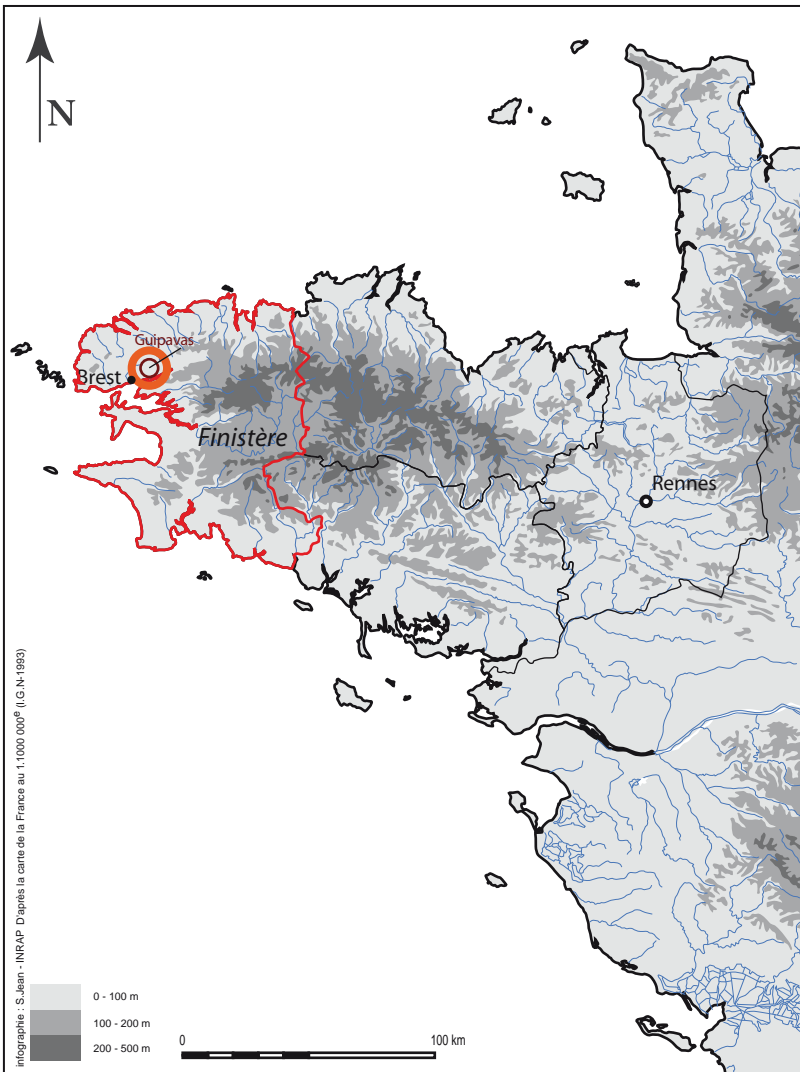 N
Guipavas
Brest
Finistère
Rennes
infographie : S.Jean - INRAP D'après la carte de la France au 1.1000 000e (I.G.N-1993)
0 - 100 m
100 - 200 m
200 - 500 m
0
100 km